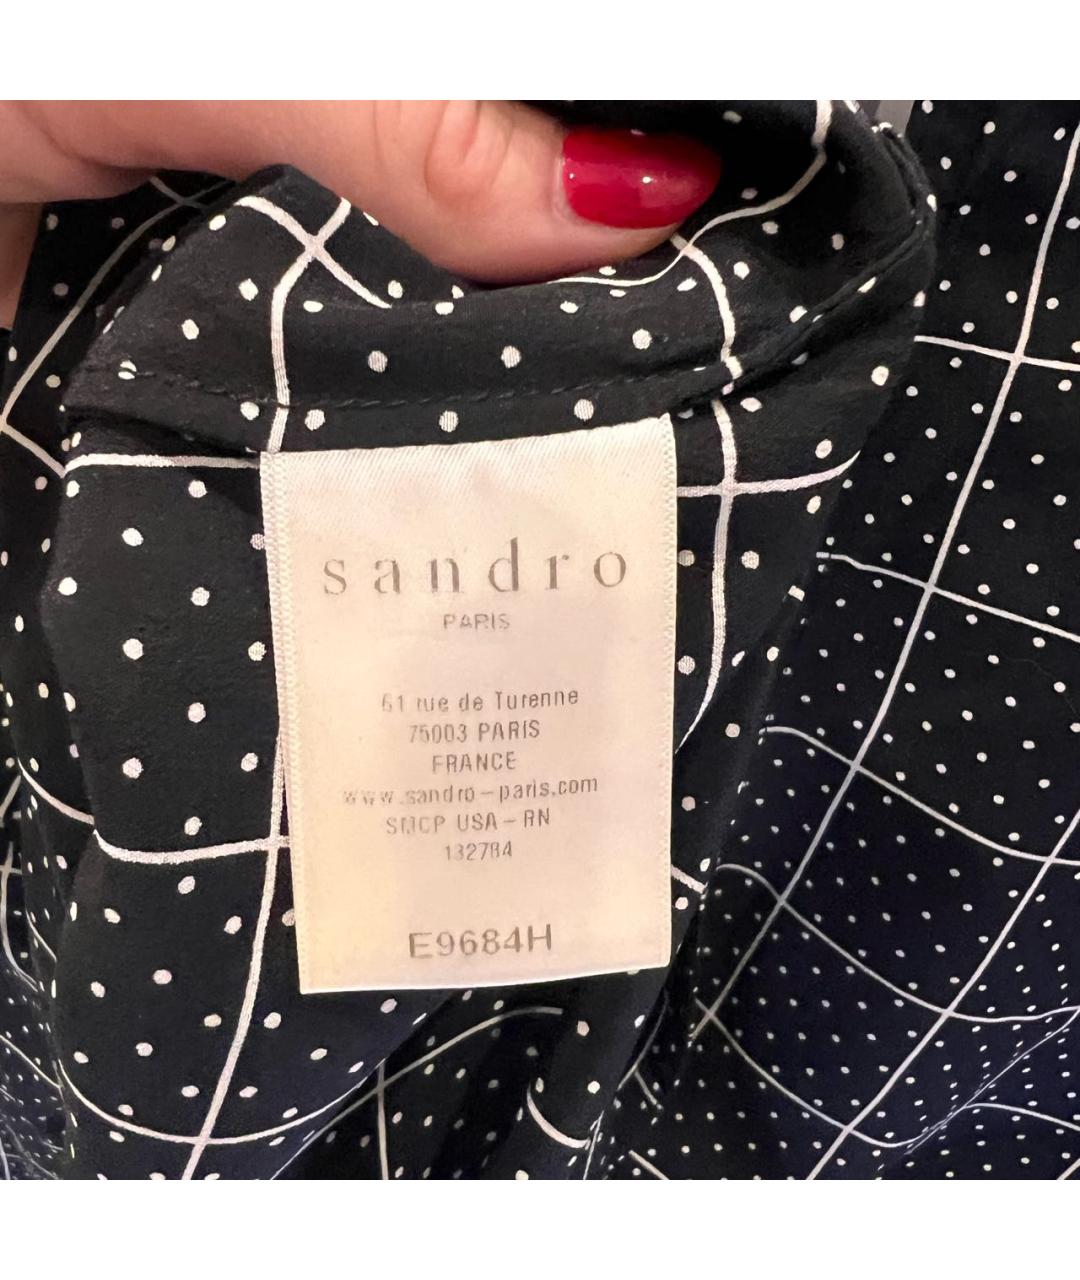 sandro
PARIS
61 rue de Turenne
75003 PARIS
FRANCE
www.sandro-paris.com
SMCP USA-RN
132784
E9684H